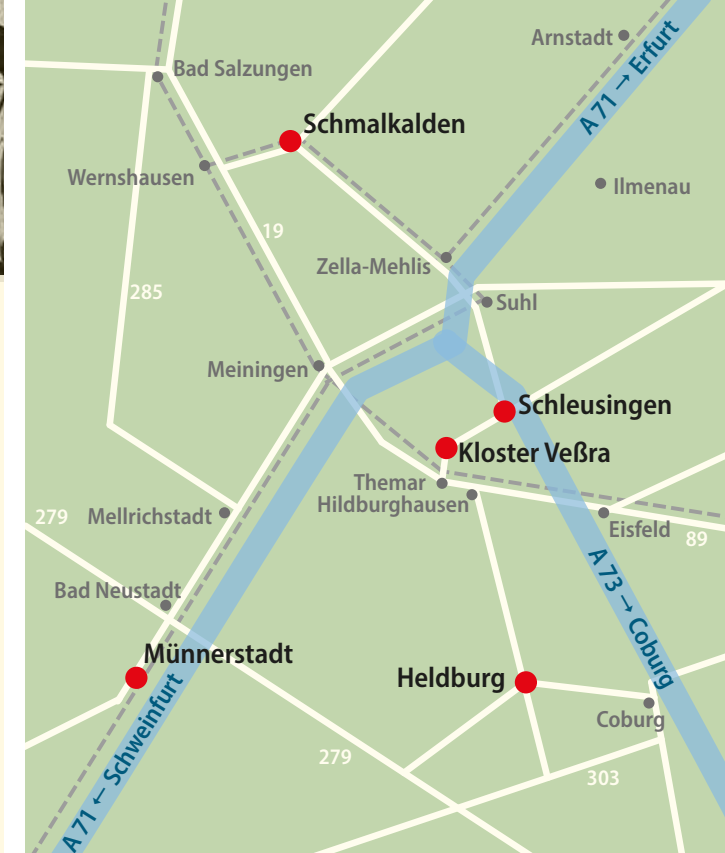 Arnstadt
A 71 → Erfurt
Bad Salzungen
Schmalkalden
Wernshausen
Ilmenau
19
Zella-Mehlis
285
Suhl
Meiningen
Schleusingen
Kloster Veßra
Themar
Hildburghausen
279
Mellrichstadt
Eisfeld
89
A 73 → Coburg
Bad Neustadt
Münnerstadt
Heldburg
Coburg
A 71 ← Schweinfurt
279
303